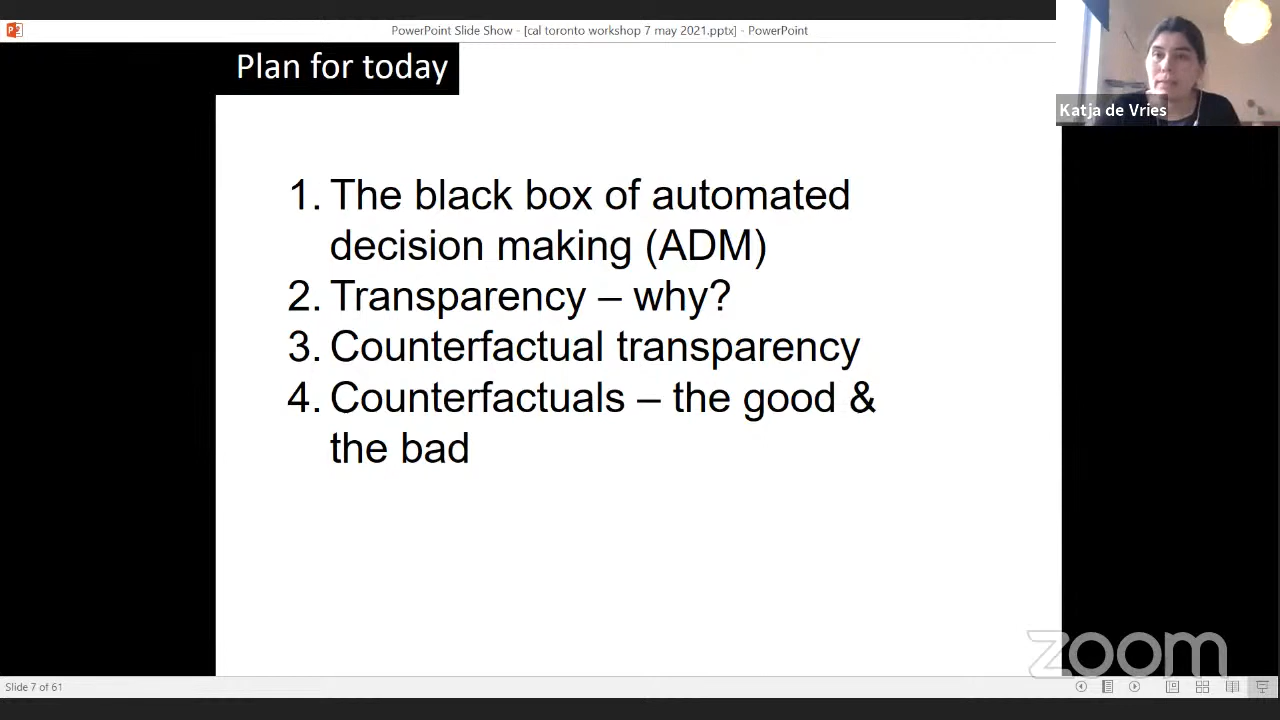 PowerPoint Slide Show - [cal toronto workshop 7 may 2021.pptx] - PowerPoint
Plan for today
Katja de Vries
1. The black box of automated
decision making (ADM)
2. Transparency – why?
3. Counterfactual transparency
4. Counterfactuals – the good &
the bad
zoom
Slide 7 of 61